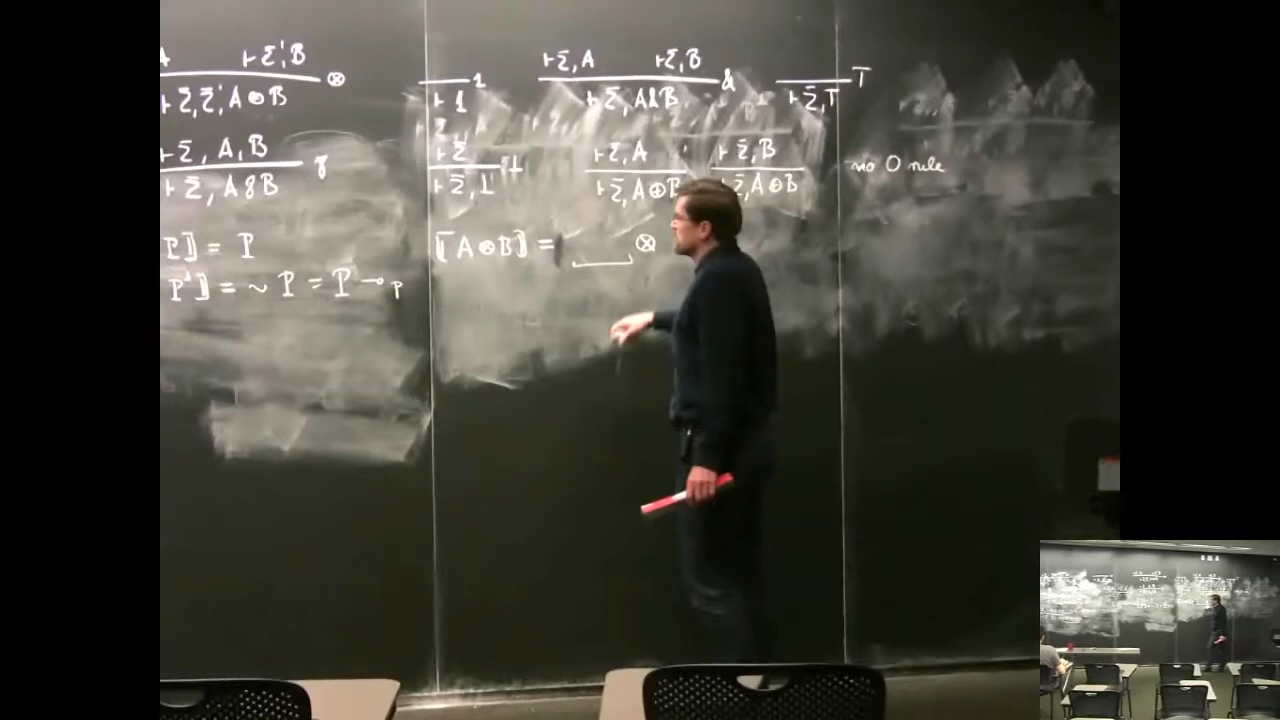 A ⊢Σ',B
⊢Σ,Σ',A⊗B ⊗
⊢Σ,A,B
⊢Σ,A⅋B ⅋
⟦P⟧ = P
⟦P⊥⟧ = ~P = P ⊸ p
⊢1 1
⊢Σ,A ⊢Σ,B
⊢Σ,A&B &
⊢Σ,⊤ ⊤
⊢Σ
⊢Σ,⊥ ⊥
⊢Σ,A
⊢Σ,A⊕B
⊢Σ,B
⊢Σ,A⊕B
no 0 rule
⟦A⊗B⟧ = ⊗